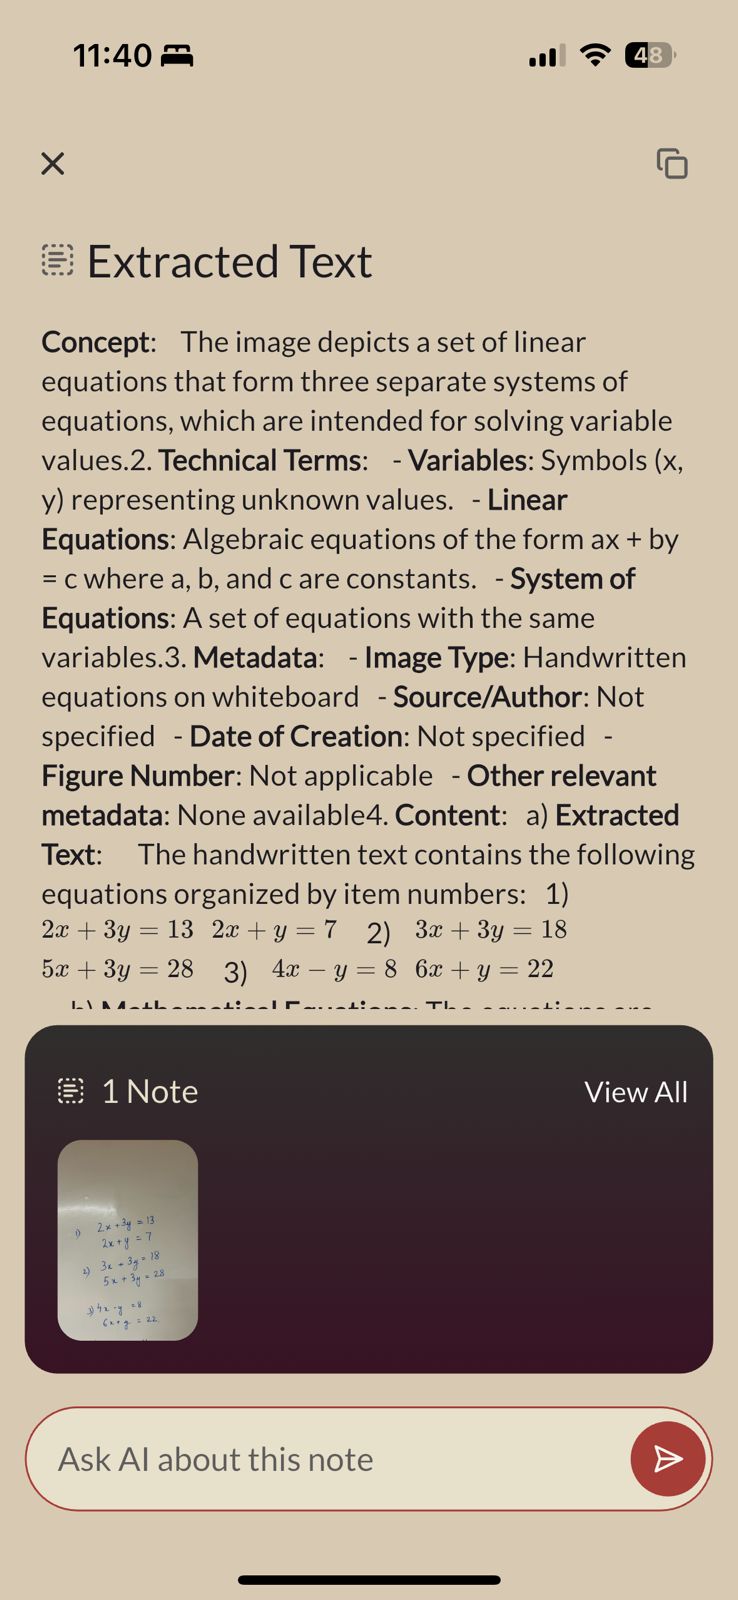 11:40
48
Extracted Text
Concept: The image depicts a set of linear
equations that form three separate systems of
equations, which are intended for solving variable
values.2. Technical Terms: - Variables: Symbols (x,
y) representing unknown values. - Linear
Equations: Algebraic equations of the form ax + by
= c where a, b, and c are constants. - System of
Equations: A set of equations with the same
variables.3. Metadata: - Image Type: Handwritten
equations on whiteboard - Source/Author: Not
specified - Date of Creation: Not specified -
Figure Number: Not applicable - Other relevant
metadata: None available4. Content: a) Extracted
Text: The handwritten text contains the following
equations organized by item numbers: 1)
2x + 3y = 13 2x + y = 7 2) 3x + 3y = 18
5x + 3y = 28 3) 4x − y = 8 6x + y = 22
b) Mathematical Equations: The equations are
1 Note
View All
1) 2x + 3y = 13
2x + y = 7
2) 3x + 3y = 18
5x + 3y = 28
3) 4x - y = 8
6x + y = 22
Ask AI about this note